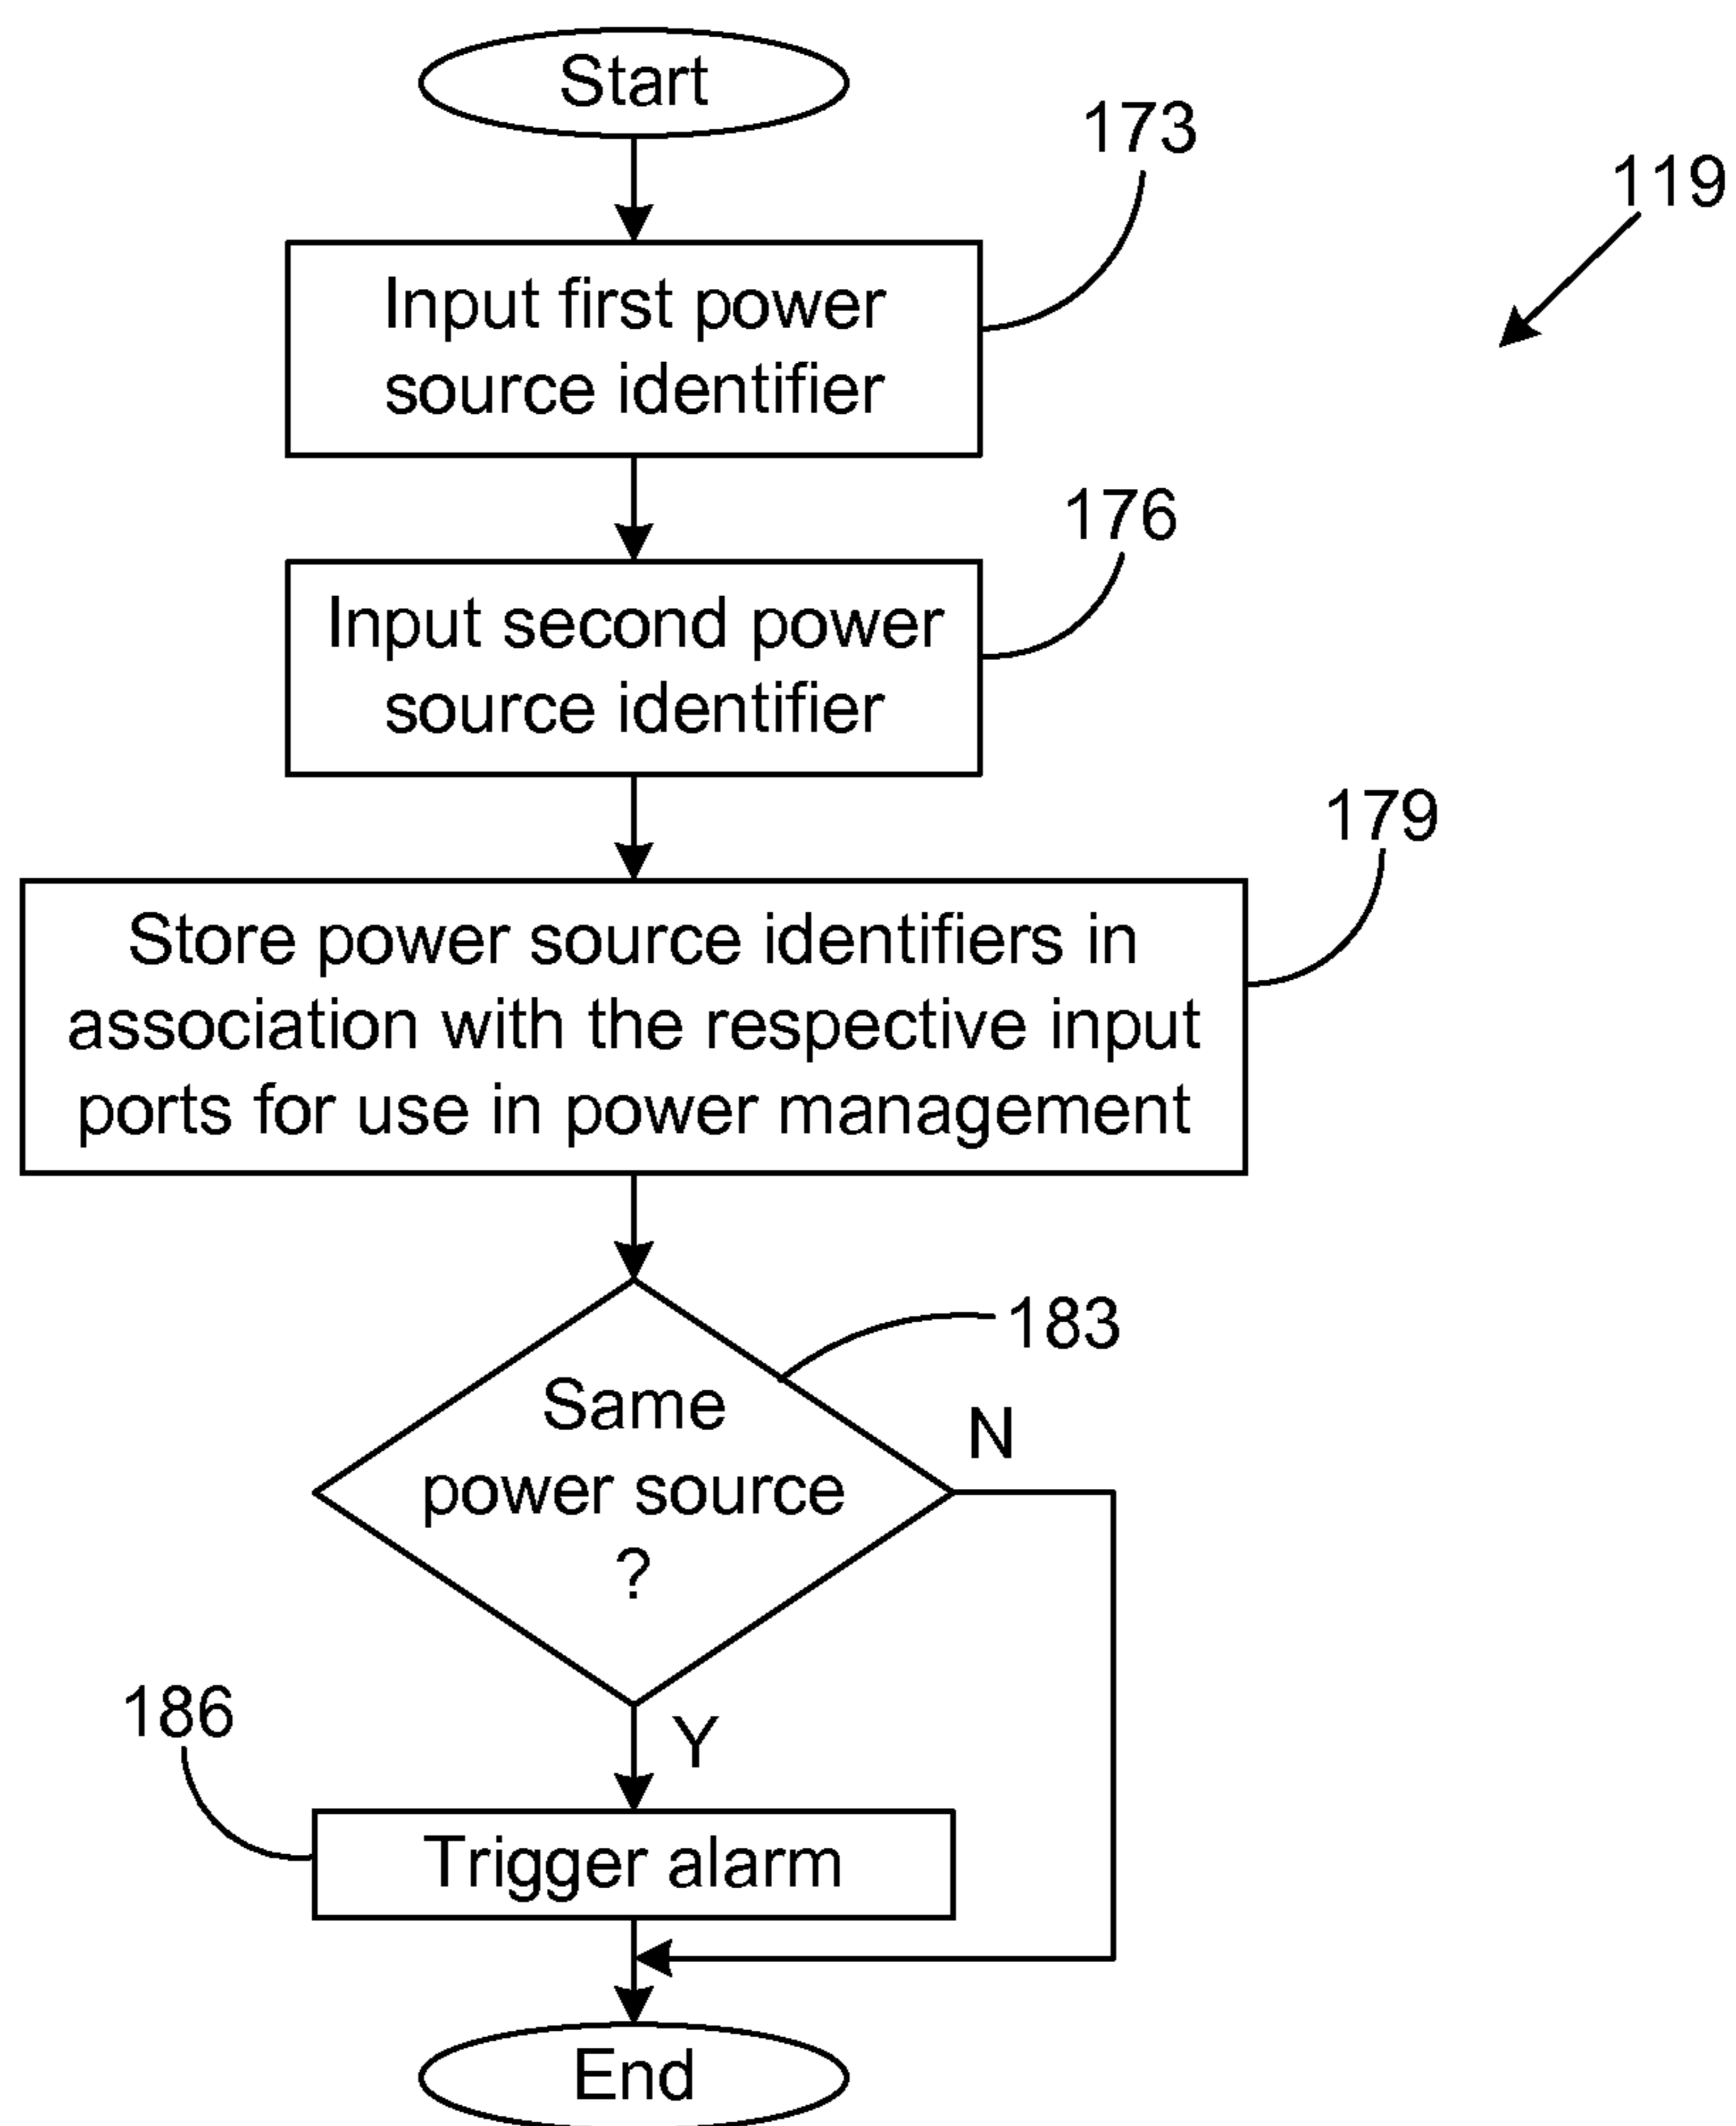 Start
173
119
Input first power
source identifier
176
Input second power
source identifier
179
Store power source identifiers in
association with the respective input
ports for use in power management
183
Same
power source
?
N
186
Y
Trigger alarm
End